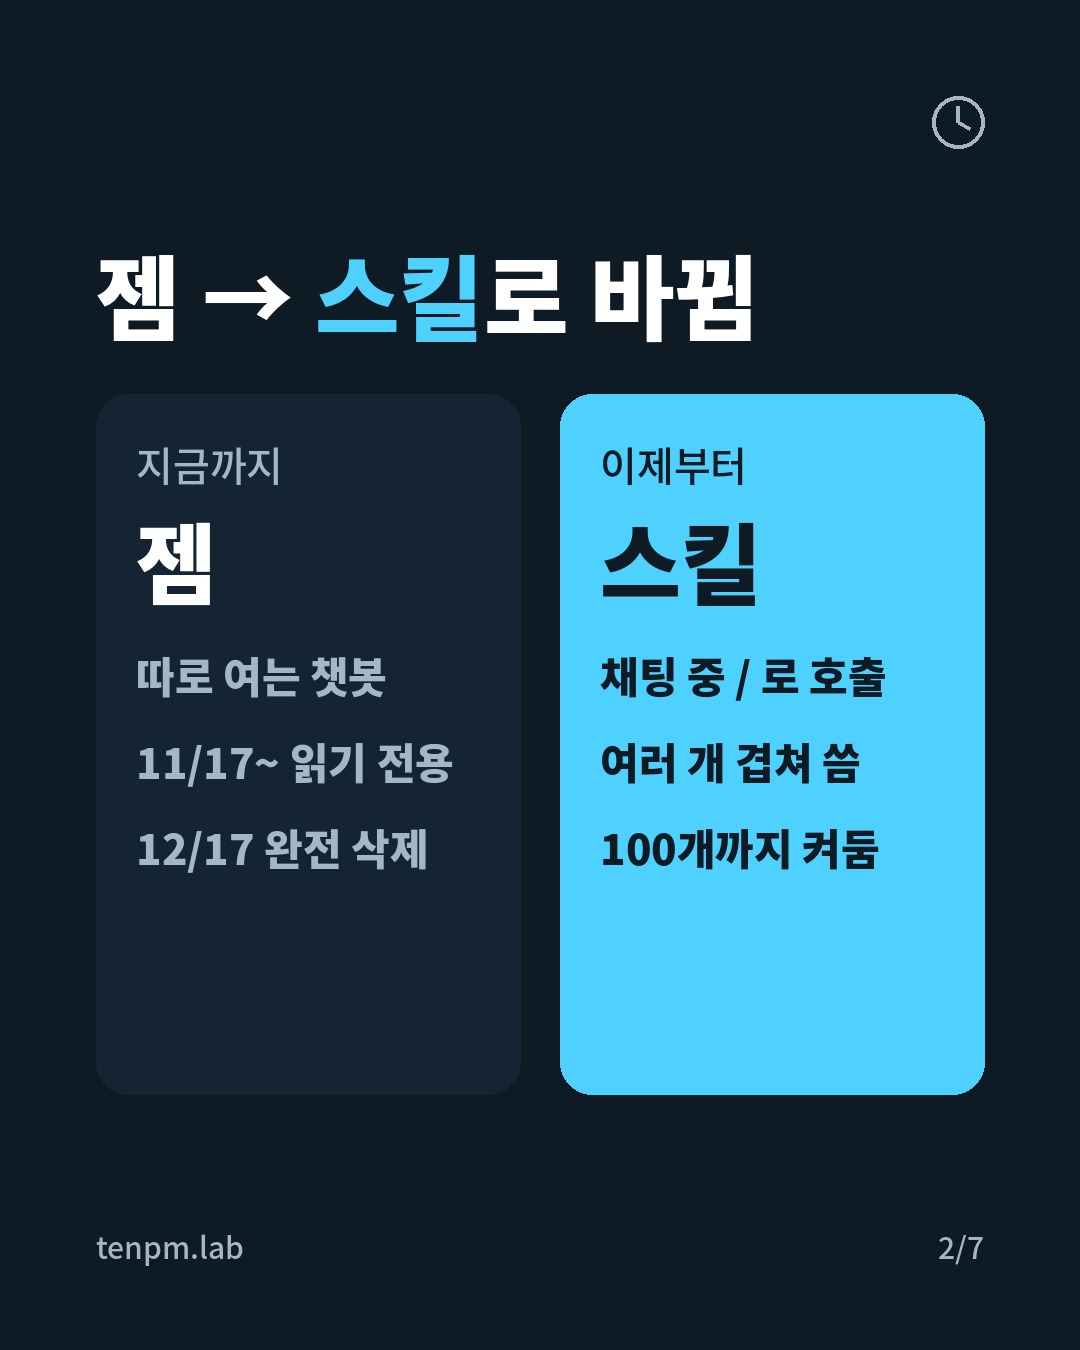 젬 → 스킬로 바뀜
지금까지
젬
따로 여는 챗봇
11/17~ 읽기 전용
12/17 완전 삭제
이제부터
스킬
채팅 중 / 로 호출
여러 개 겹쳐 씀
100개까지 켜둠
tenpm.lab
2/7